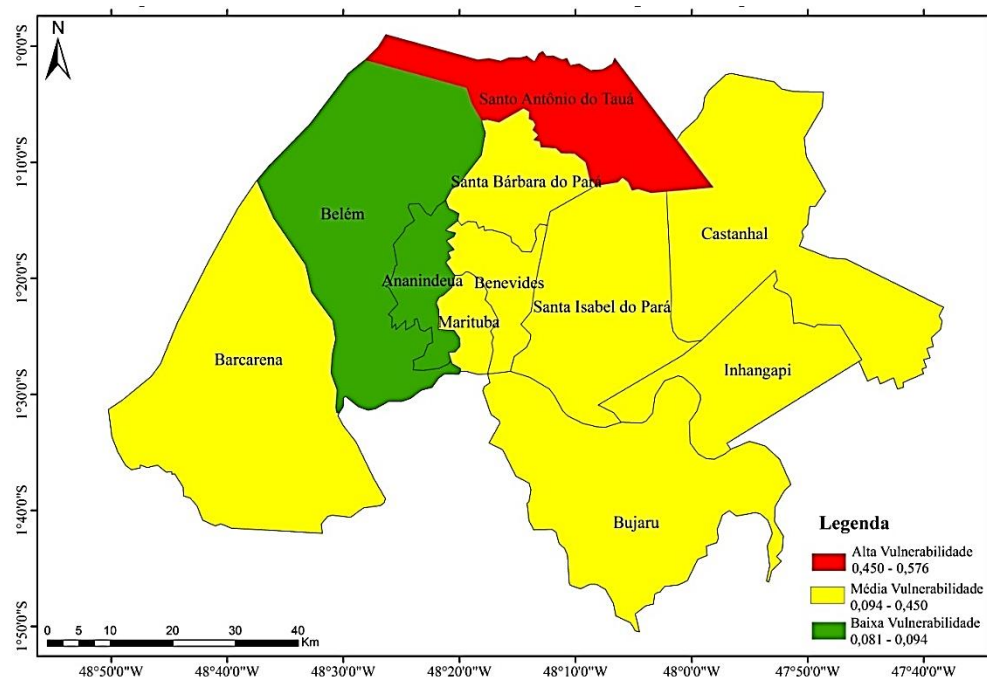 N
1°0'0"S
1°10'0"S
1°20'0"S
1°30'0"S
1°40'0"S
1°50'0"S
Santo Antônio do Tauá
Santa Bárbara do Pará
Belém
Castanhal
Ananindeua
Benevides
Santa Isabel do Pará
Marituba
Barcarena
Inhangapi
Bujaru
Legenda
Alta Vulnerabilidade
0,450 - 0,576
Média Vulnerabilidade
0,094 - 0,450
Baixa Vulnerabilidade
0,081 - 0,094
0 5 10 20 30 40
Km
48°50'0"W 48°40'0"W 48°30'0"W 48°20'0"W 48°10'0"W 48°0'0"W 47°50'0"W 47°40'0"W